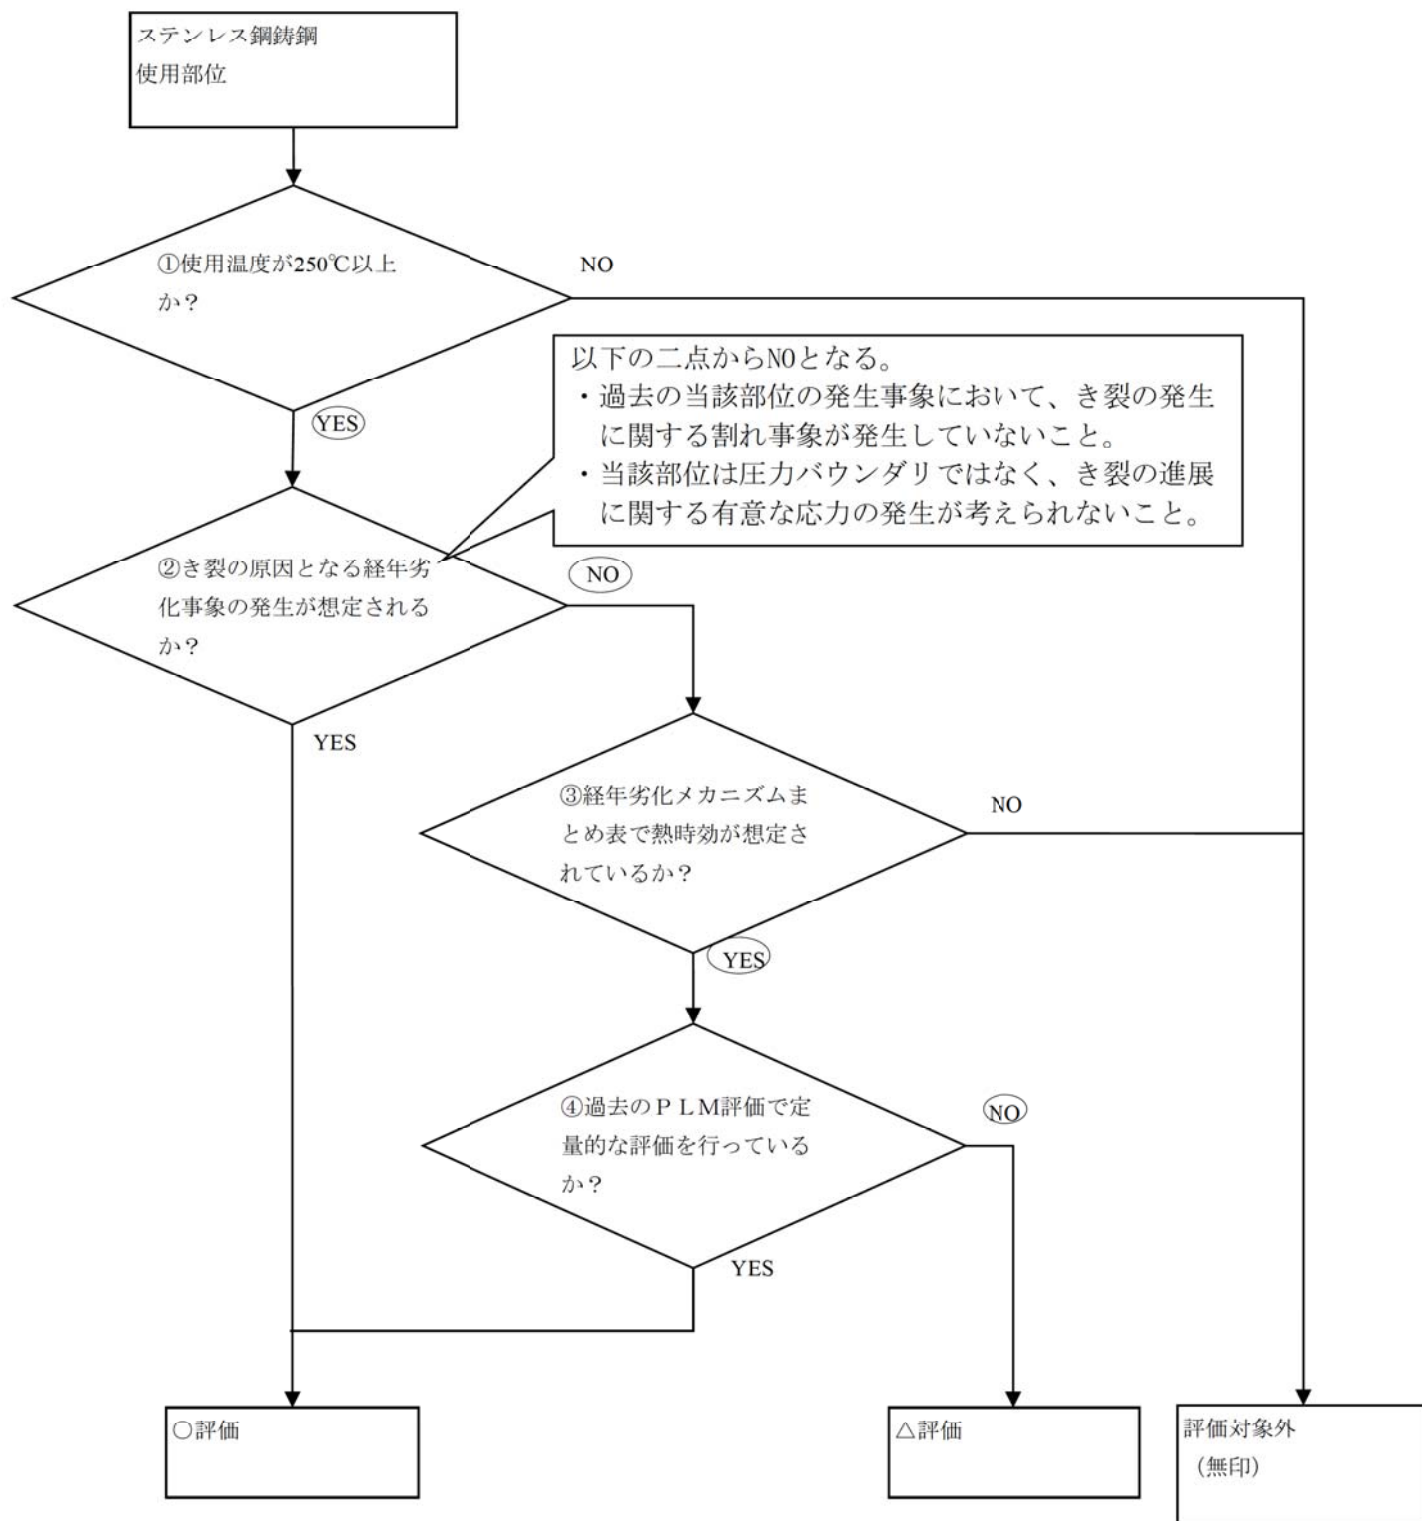 ステンレス鋼鋳鋼
使用部位
①使用温度が250℃以上
か?
NO
YES
以下の二点からNOとなる。
・過去の当該部位の発生事象において、き裂の発生
に関する割れ事象が発生していないこと。
・当該部位は圧力バウンダリではなく、き裂の進展
に関する有意な応力の発生が考えられないこと。
②き裂の原因となる経年劣
化事象の発生が想定される
か?
NO
YES
③経年劣化メカニズムま
とめ表で熱時効が想定さ
れているか?
NO
YES
④過去のPLM評価で定
量的な評価を行っている
か?
NO
YES
○評価
△評価
評価対象外
(無印)